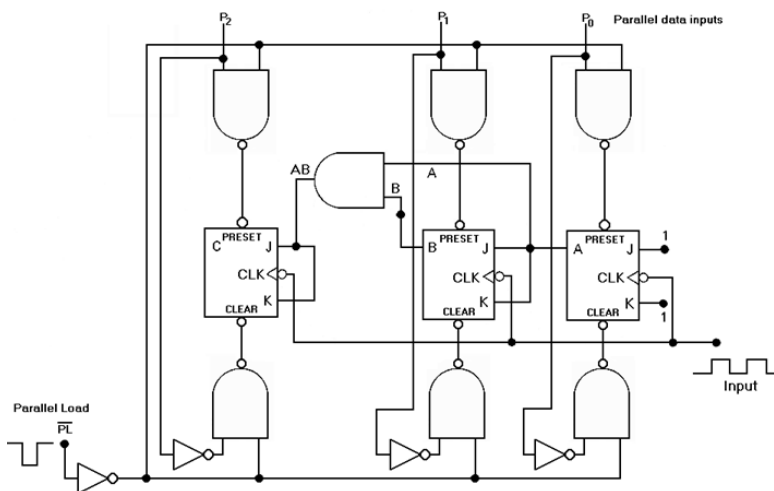 P2 P1 P0 Parallel data inputs
AB A
B
PRESET PRESET PRESET
C J B J A J 1
CLK CLK CLK
K K K 1
CLEAR CLEAR CLEAR
Input
Parallel Load
PL